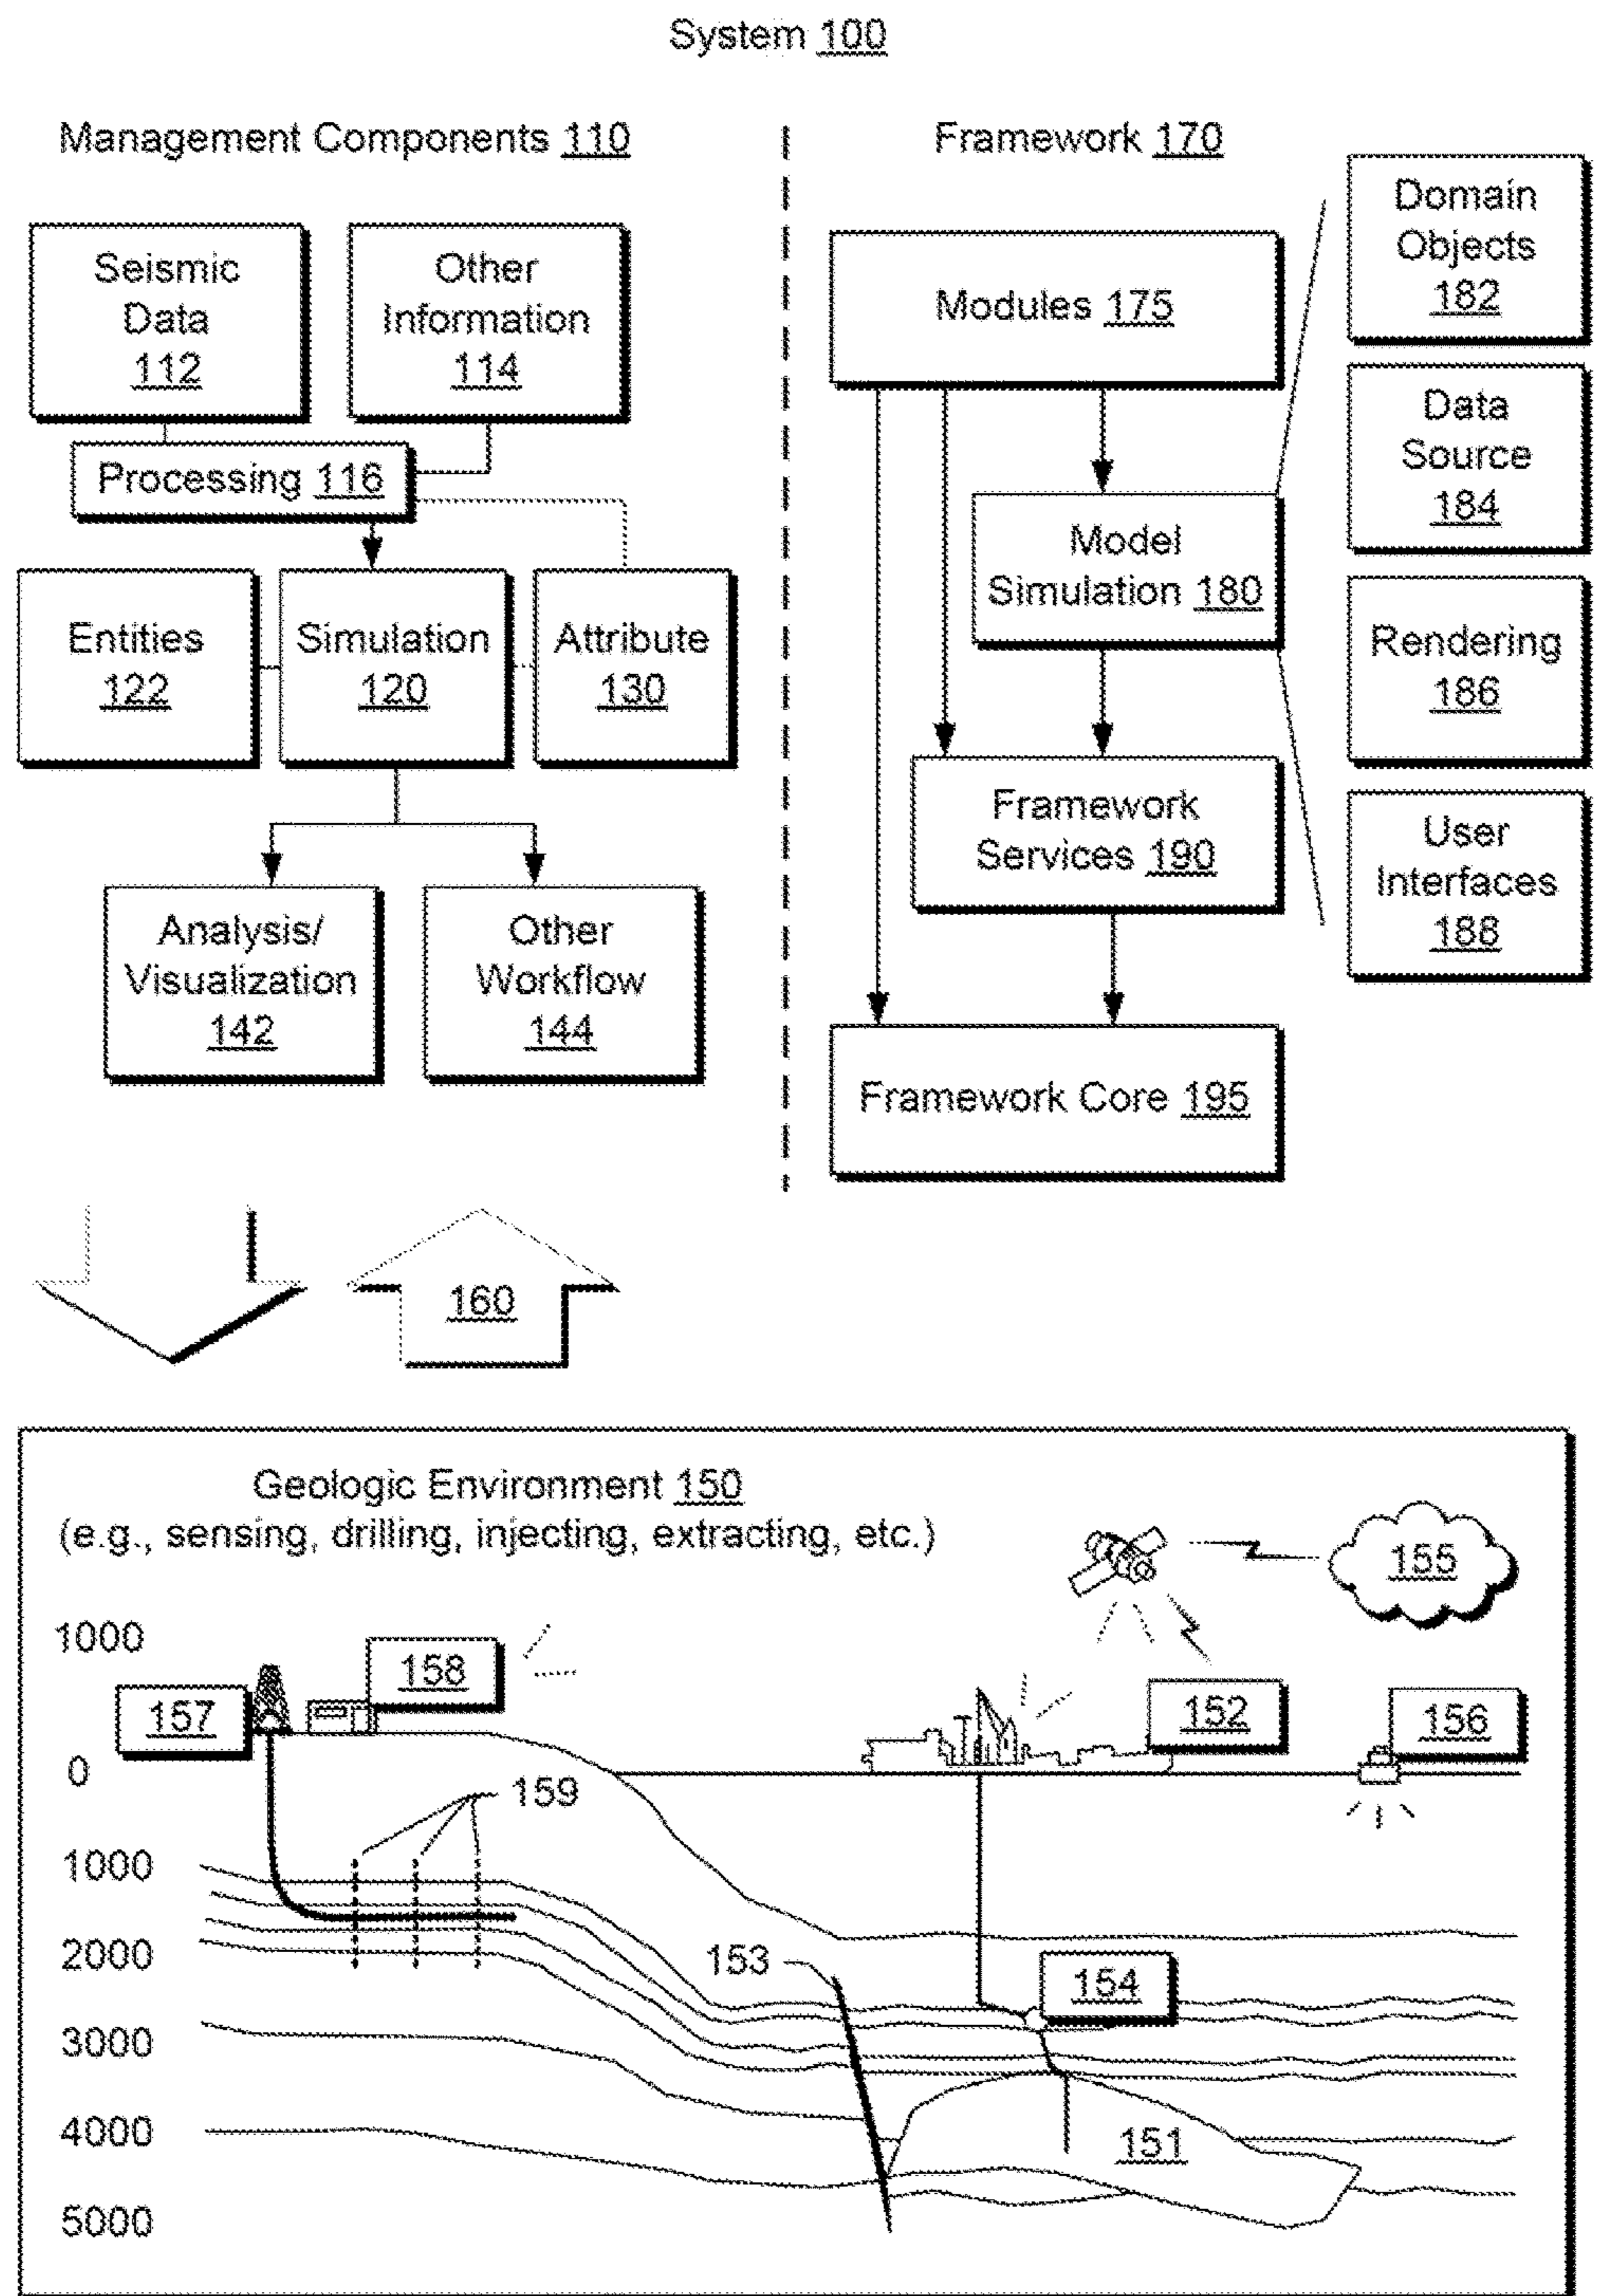 System 100
Management Components 110
Framework 170
Seismic
Data
112
Other
Information
114
Processing 116
Entities
122
Simulation
120
Attribute
130
Analysis/
Visualization
142
Other
Workflow
144
Modules 175
Model
Simulation 180
Framework
Services 190
Framework Core 195
Domain
Objects
182
Data
Source
184
Rendering
186
User
Interfaces
188
160
Geologic Environment 150
(e.g., sensing, drilling, injecting, extracting, etc.)
155
1000
158
157
152
156
0
159
1000
2000
153
154
3000
4000
151
5000